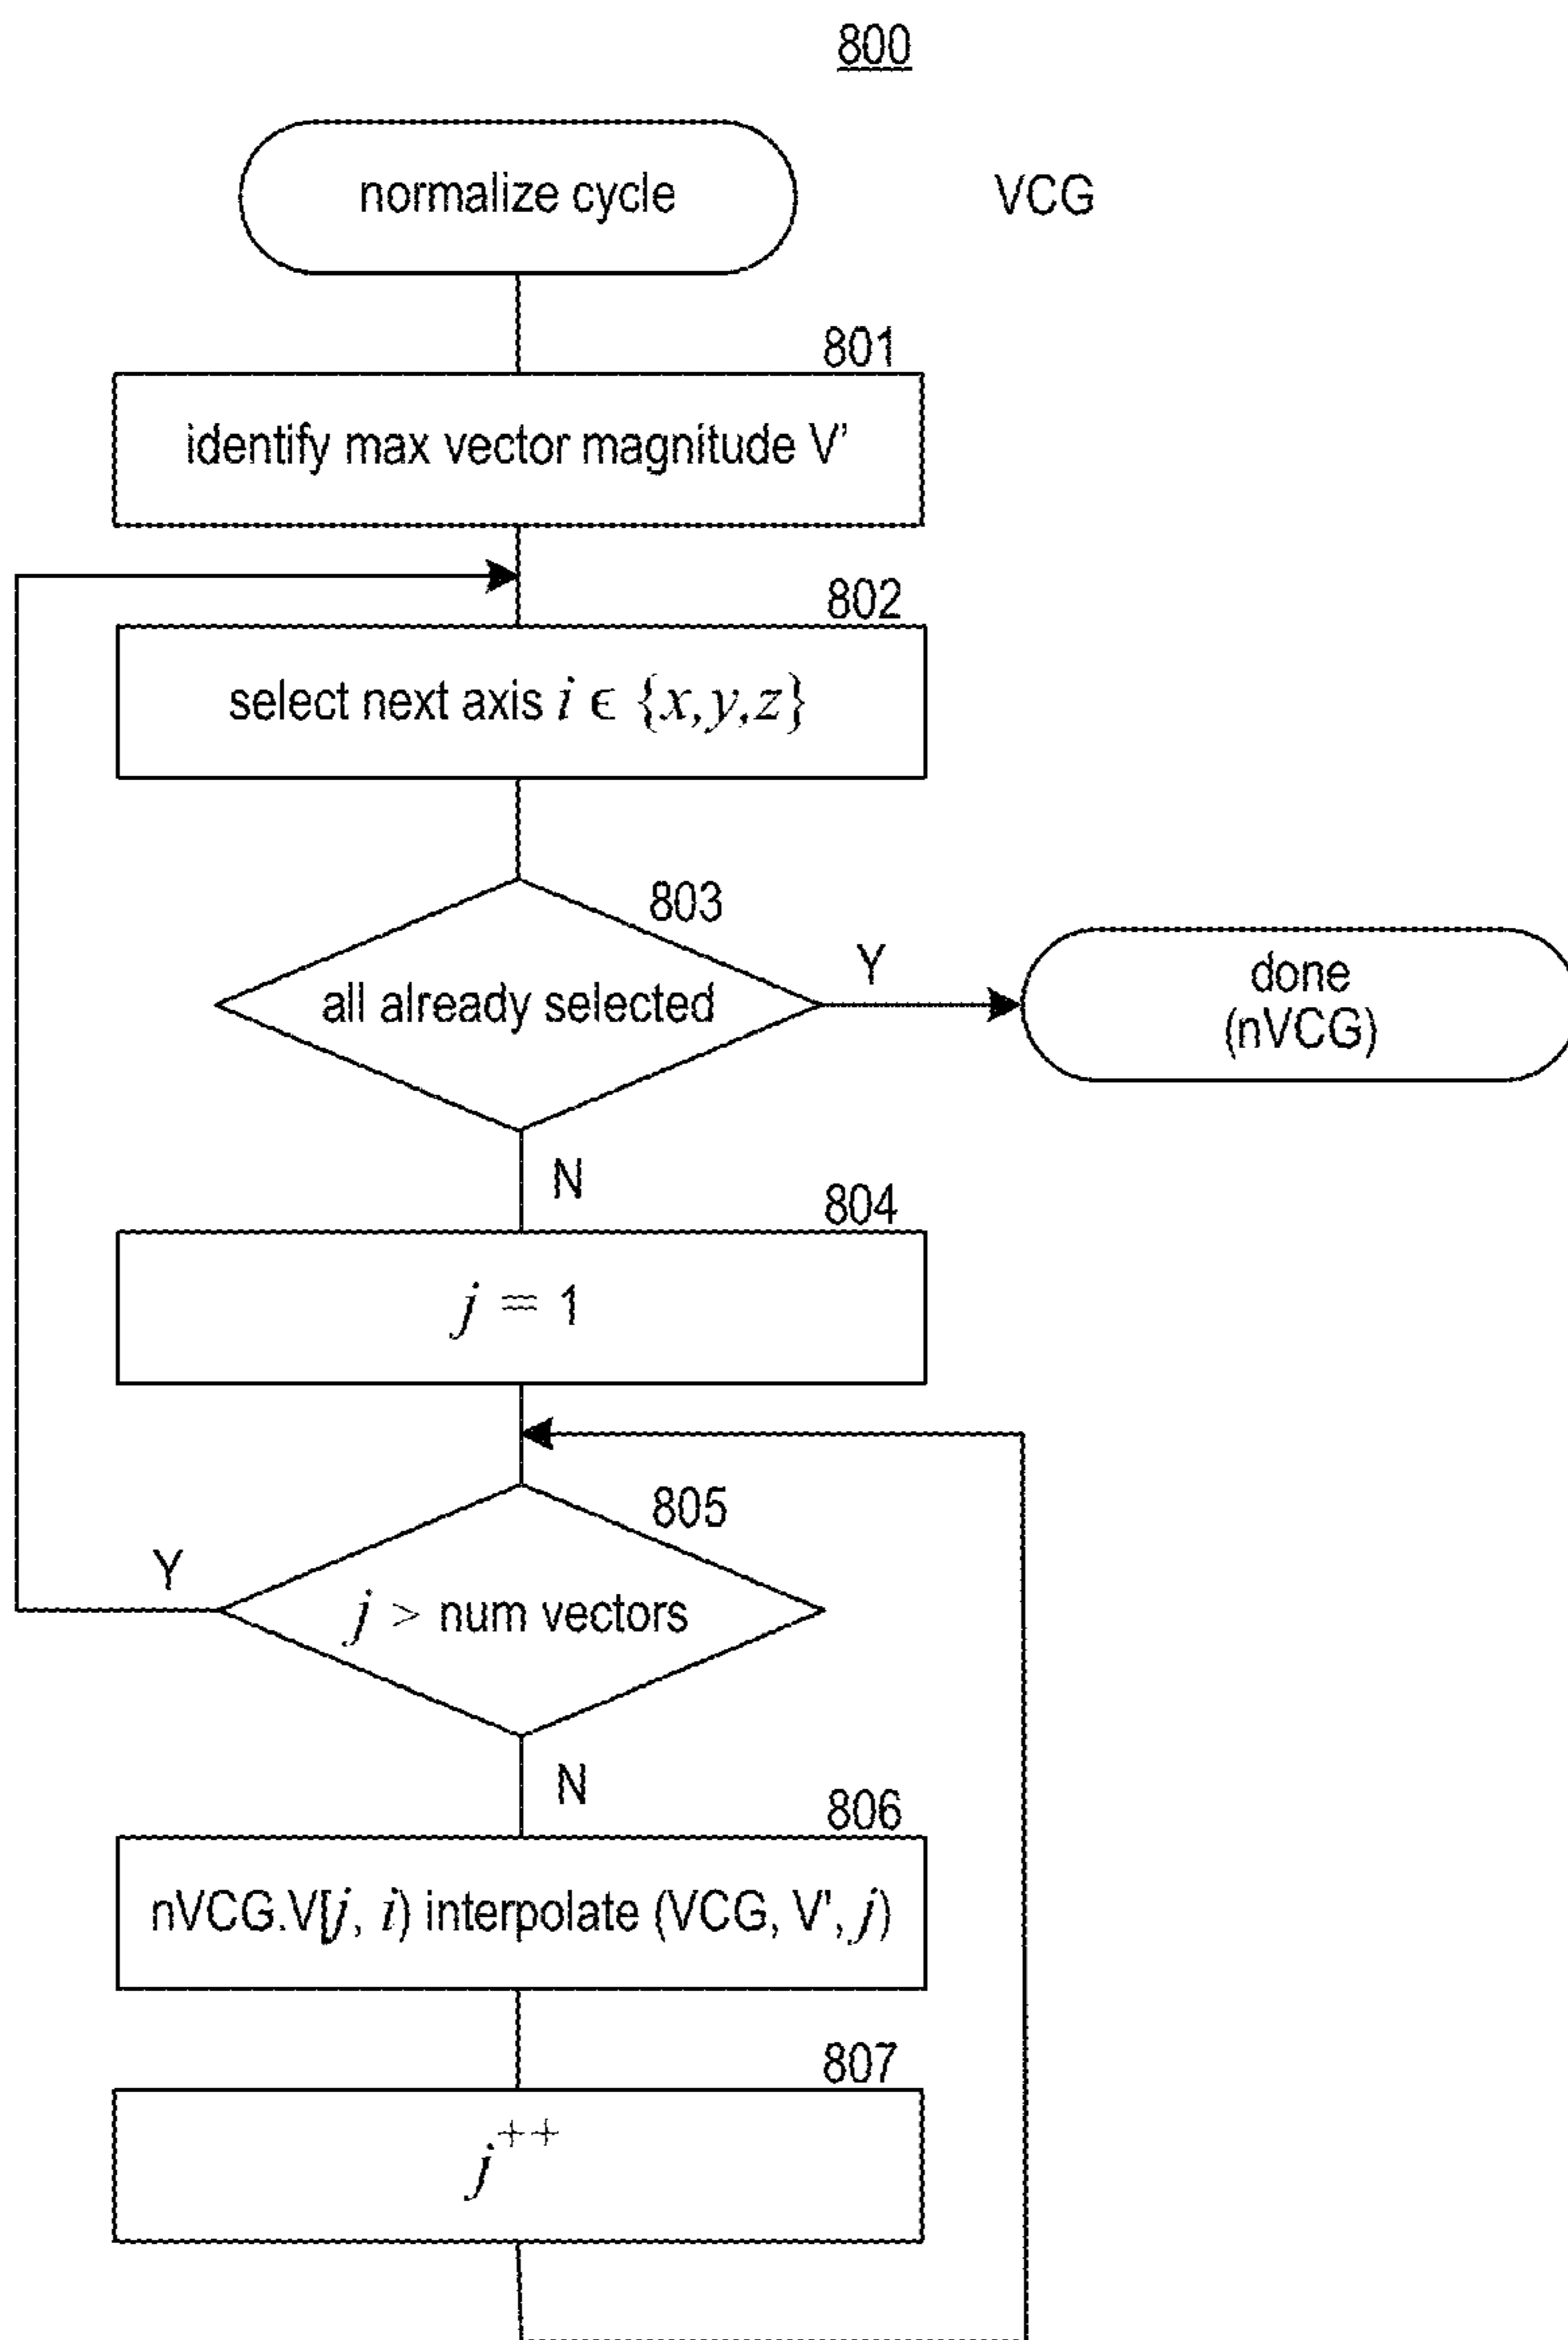 800
normalize cycle
VCG
801
identify max vector magnitude V'
802
select next axis i ϵ {x,y,z}
803
all already selected
Y
done
(nVCG)
N
804
j = 1
805
Y
j > num vectors
N
806
nVCG.V[j, i) interpolate (VCG, V', j)
807
j++